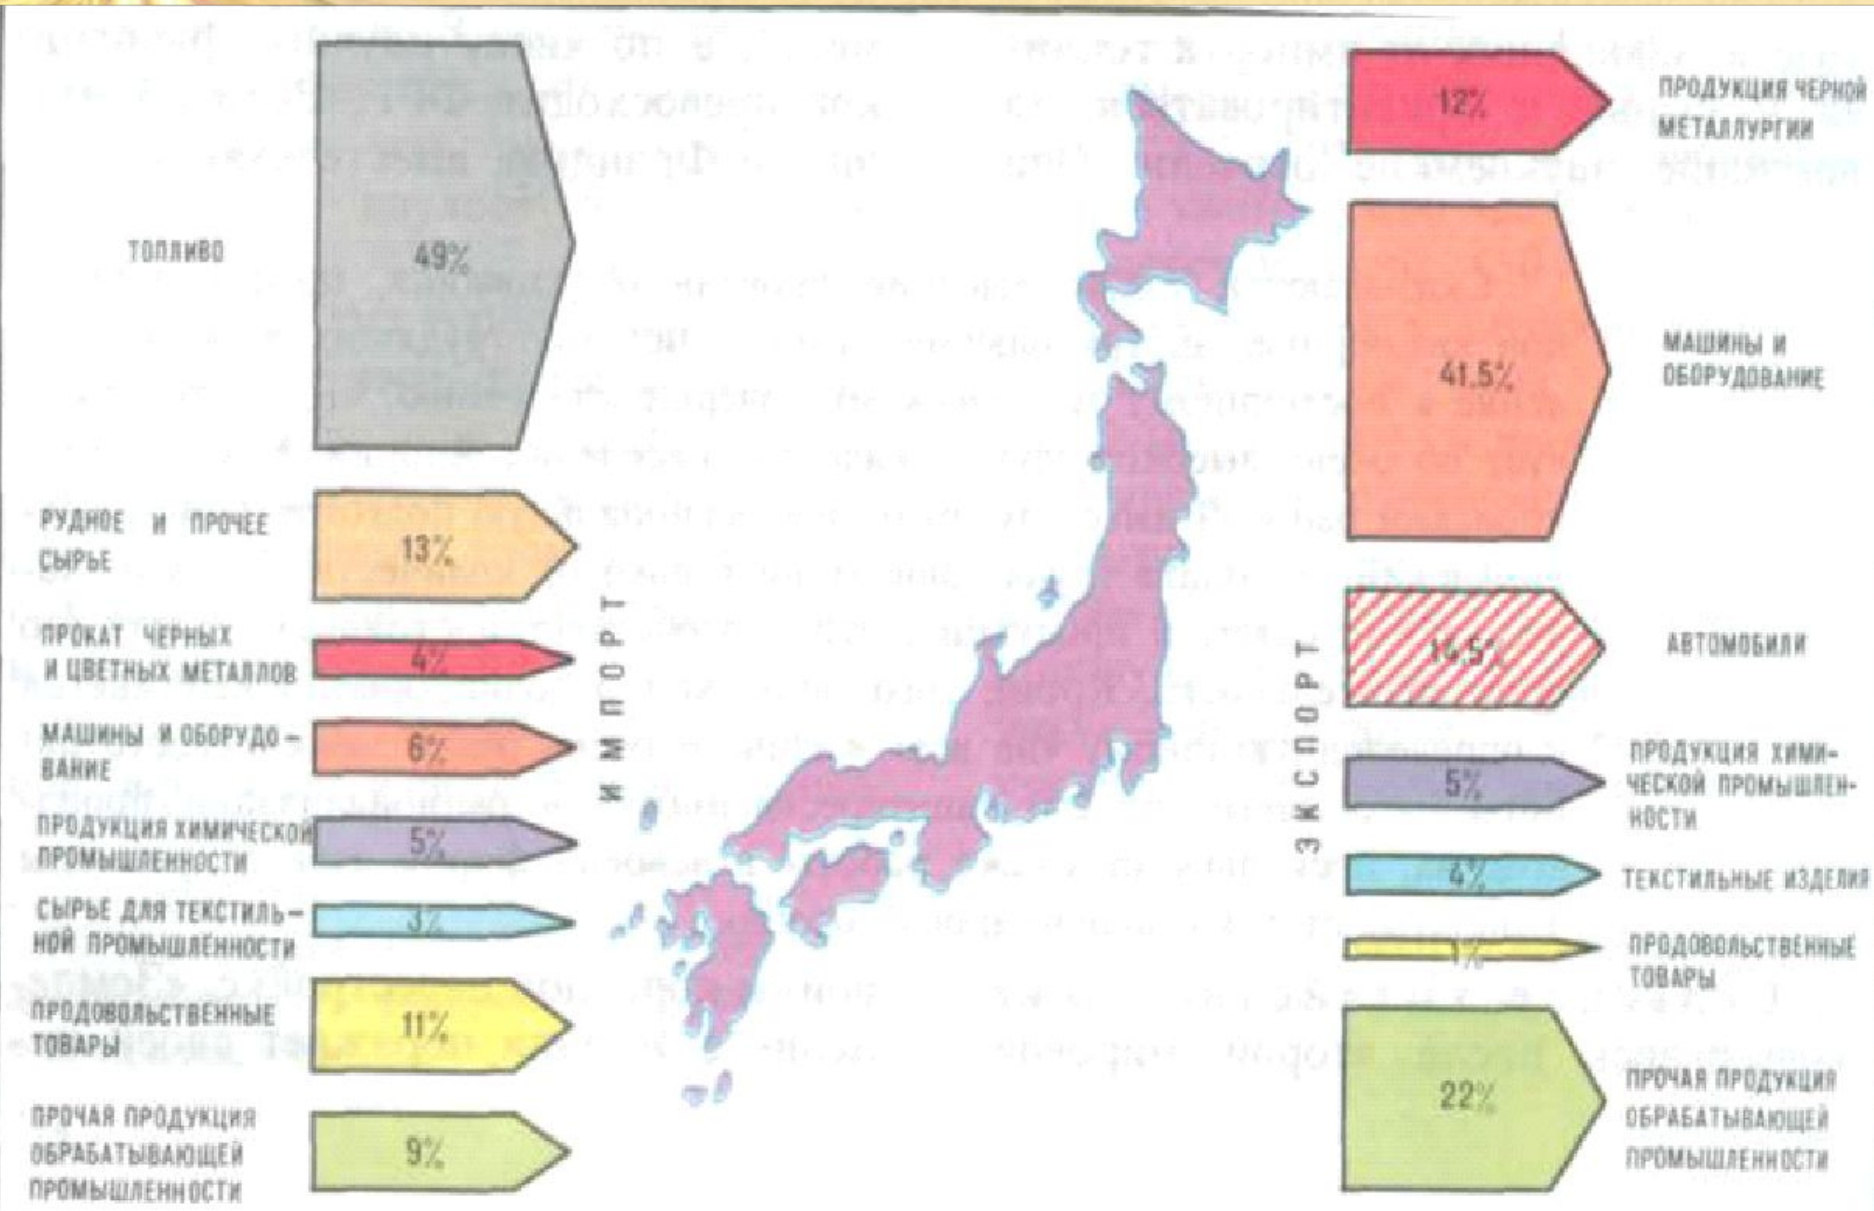 ТОПЛИВО
49%
РУДНОЕ И ПРОЧЕЕ
СЫРЬЕ
13%
ПРОКАТ ЧЕРНЫХ
И ЦВЕТНЫХ МЕТАЛЛОВ
4%
МАШИНЫ И ОБОРУДО-
ВАНИЕ
6%
ПРОДУКЦИЯ ХИМИЧЕСКОЙ
ПРОМЫШЛЕННОСТИ
5%
СЫРЬЕ ДЛЯ ТЕКСТИЛЬ-
НОЙ ПРОМЫШЛЕННОСТИ
3%
ПРОДОВОЛЬСТВЕННЫЕ
ТОВАРЫ
11%
ПРОЧАЯ ПРОДУКЦИЯ
ОБРАБАТЫВАЮЩЕЙ
ПРОМЫШЛЕННОСТИ
9%
ИМПОРТ
ЭКСПОРТ
12%
ПРОДУКЦИЯ ЧЕРНОЙ
МЕТАЛЛУРГИИ
41,5%
МАШИНЫ И
ОБОРУДОВАНИЕ
14,5%
АВТОМОБИЛИ
5%
ПРОДУКЦИЯ ХИМИ-
ЧЕСКОЙ ПРОМЫШЛЕН-
НОСТИ
4%
ТЕКСТИЛЬНЫЕ ИЗДЕЛИЯ
1%
ПРОДОВОЛЬСТВЕННЫЕ
ТОВАРЫ
22%
ПРОЧАЯ ПРОДУКЦИЯ
ОБРАБАТЫВАЮЩЕЙ
ПРОМЫШЛЕННОСТИ